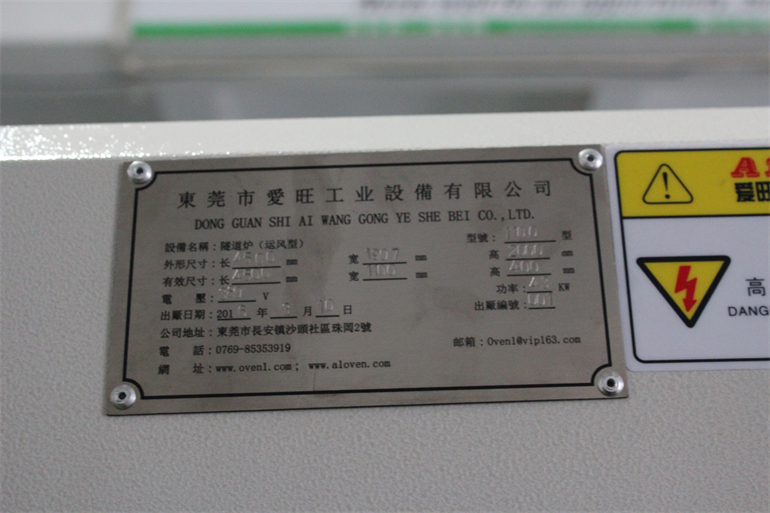 東莞市愛旺工业設備有限公司
DONG GUAN SHI AI WANG GONG YE SHE BEI CO.,LTD.
設備名稱：隧道炉（运风型） 型號： 型
外形尺寸：长 mm 宽 mm 高 mm
有效尺寸：长 mm 宽 mm 高 mm
電 壓： V 功率： KW
出廠日期：201 年 月 日 出厰編號：
公司地址：東莞市長安鎮沙頭社區珠岡2號
電 話：0769-85353919 邮箱：Oven1@vip163.com
網 址：www.oven1.com； www.aloven.com
爱旺
高
DANG